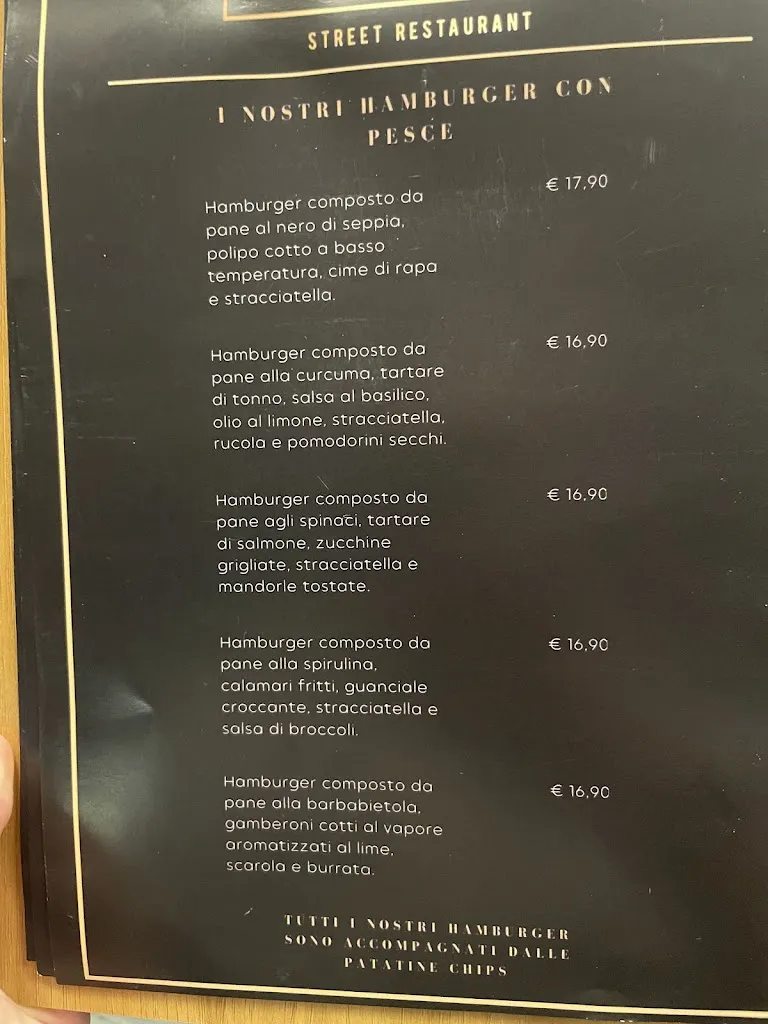 STREET RESTAURANT
I NOSTRI HAMBURGER CON
PESCE
Hamburger composto da
pane al nero di seppia,
polipo cotto a basso
temperatura, cime di rapa
e stracciatella.
€ 17,90
Hamburger composto da
pane alla curcuma, tartare
di tonno, salsa al basilico,
olio al limone, stracciatella,
rucola e pomodorini secchi.
€ 16,90
Hamburger composto da
pane agli spinaci, tartare
di salmone, zucchine
grigliate, stracciatella e
mandorle tostate.
€ 16,90
Hamburger composto da
pane alla spirulina,
calamari fritti, guanciale
croccante, stracciatella e
salsa di broccoli.
€ 16,90
Hamburger composto da
pane alla barbabietola,
gamberoni cotti al vapore
aromatizzati al lime,
scarola e burrata.
€ 16,90
TUTTI I NOSTRI HAMBURGER
SONO ACCOMPAGNATI DALLE
PATATINE CHIPS